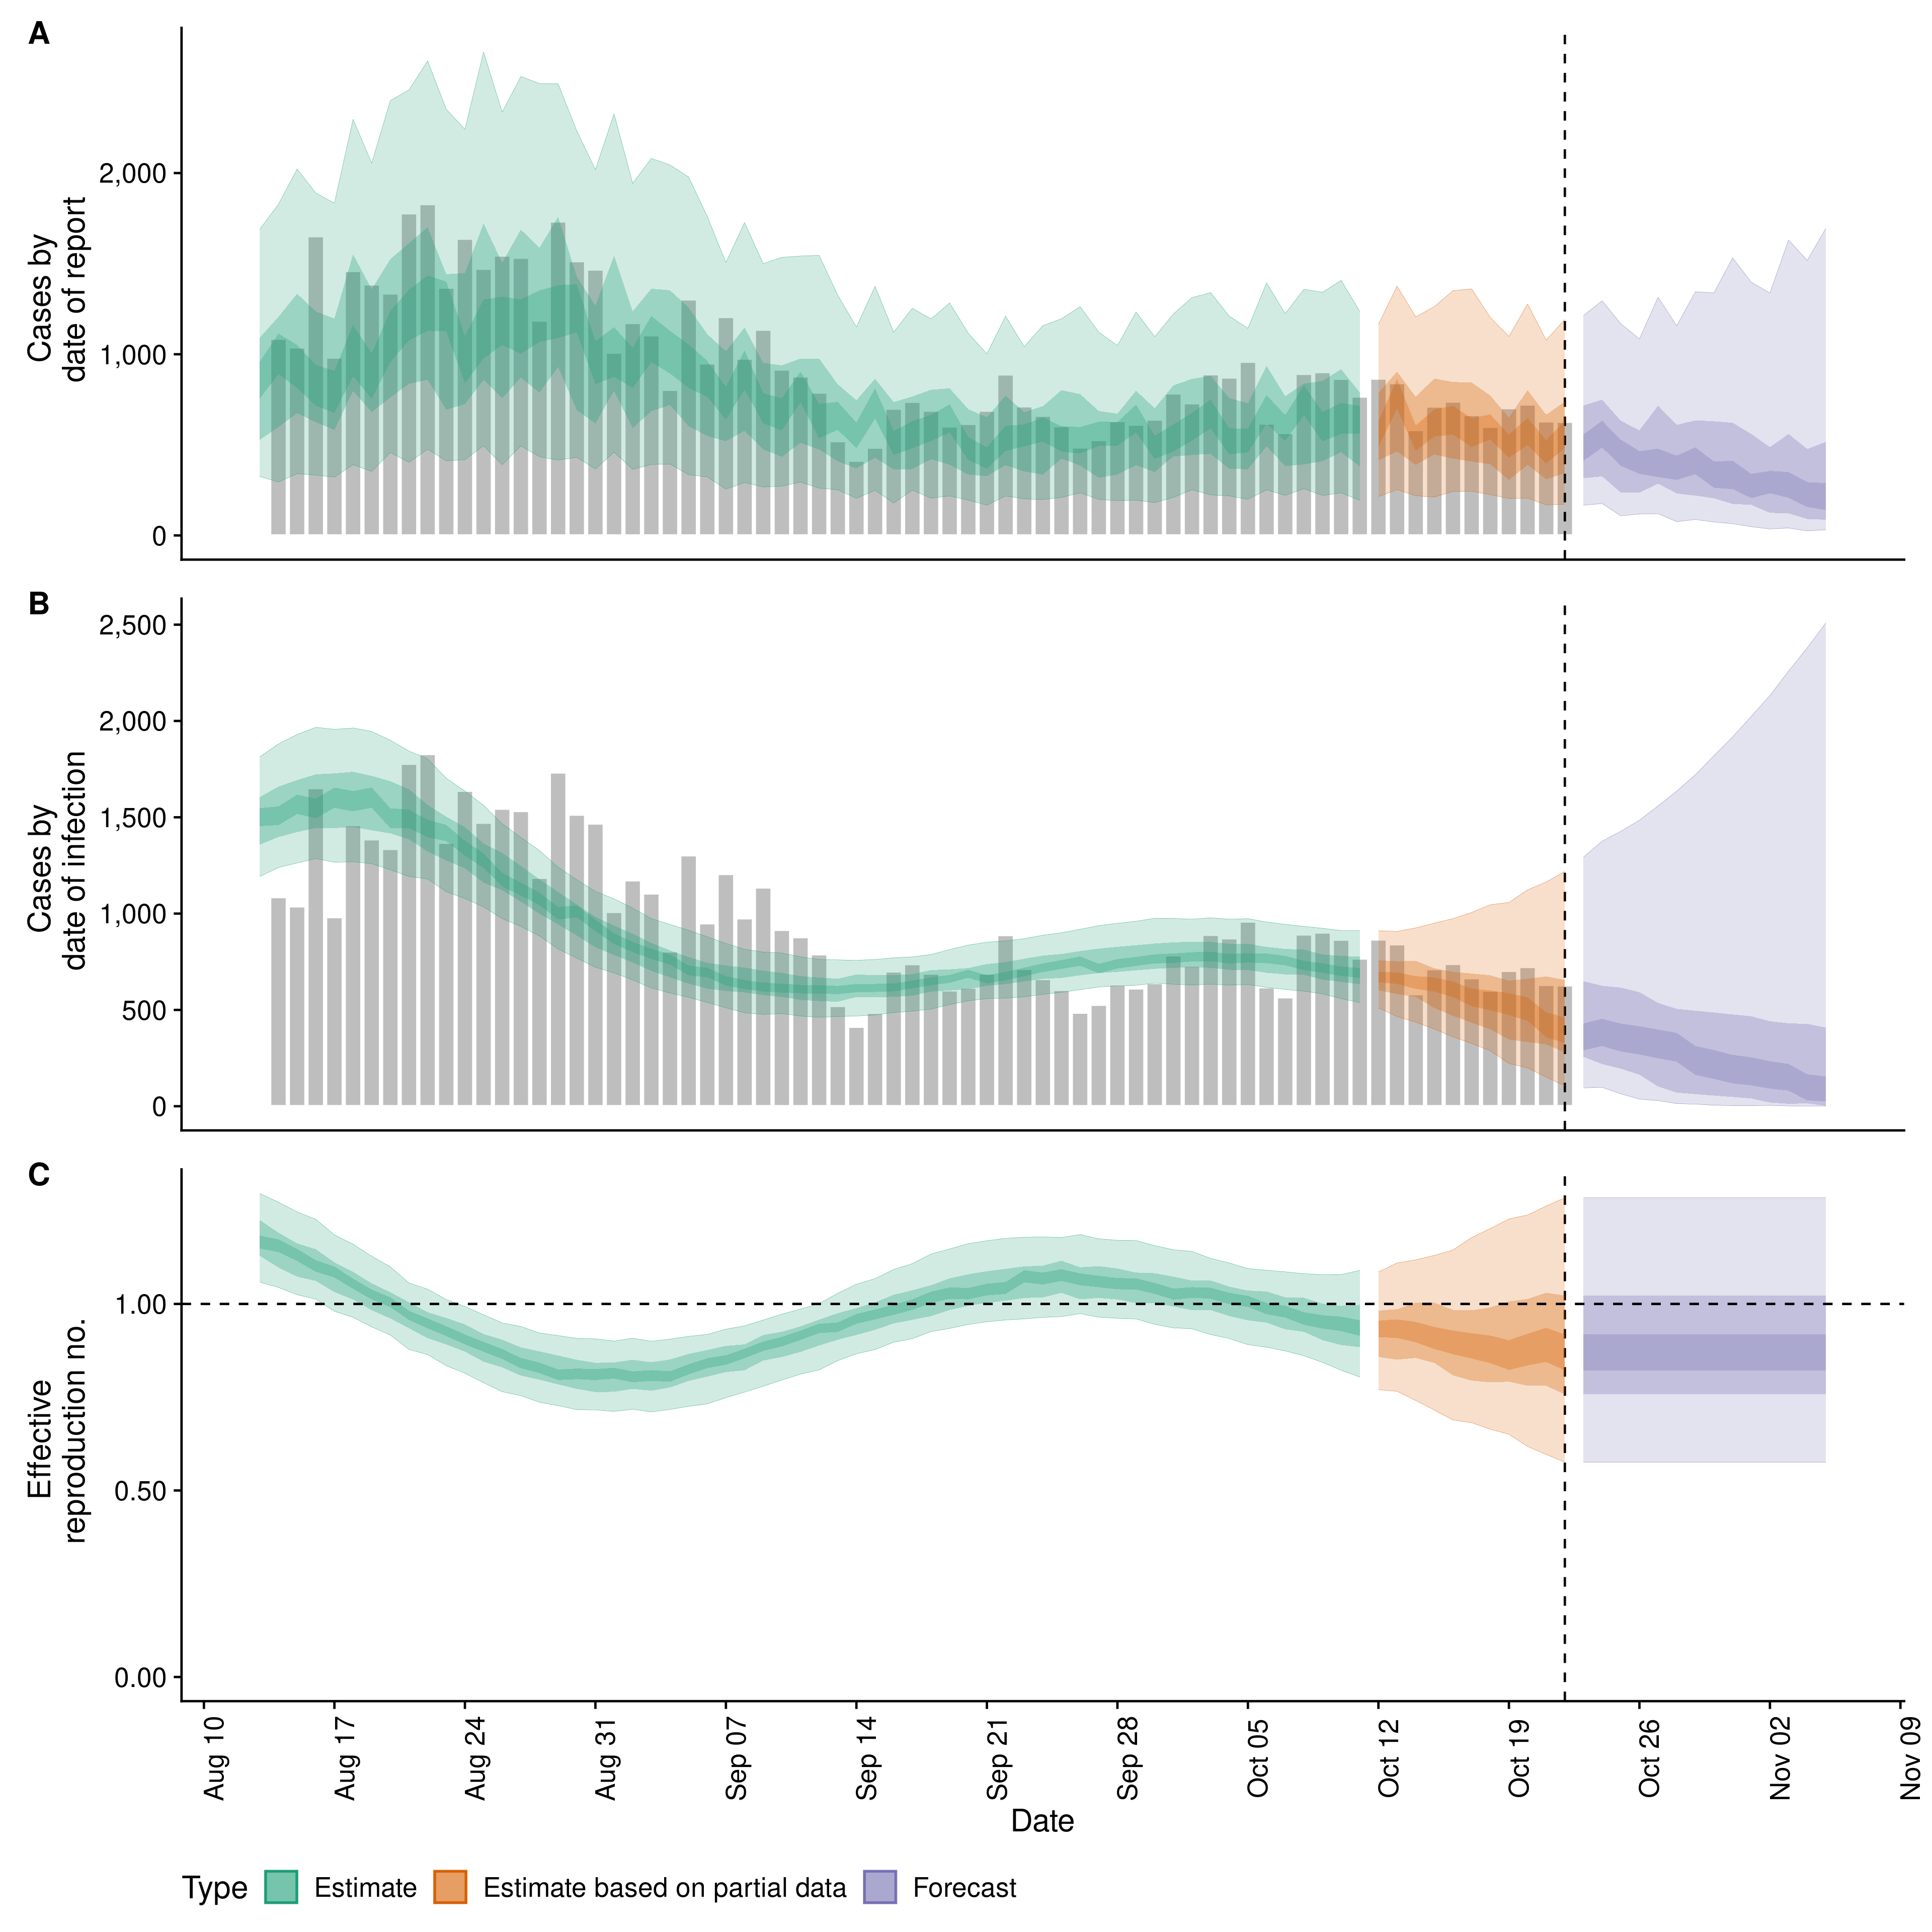 A
Cases by
date of report
2,000
1,000
0
B
Cases by
date of infection
2,500
2,000
1,500
1,000
500
0
C
Effective
reproduction no.
1.00
0.50
0.00
Aug 10
Aug 17
Aug 24
Aug 31
Sep 07
Sep 14
Sep 21
Sep 28
Oct 05
Oct 12
Oct 19
Oct 26
Nov 02
Nov 09
Date
Type Estimate Estimate based on partial data Forecast